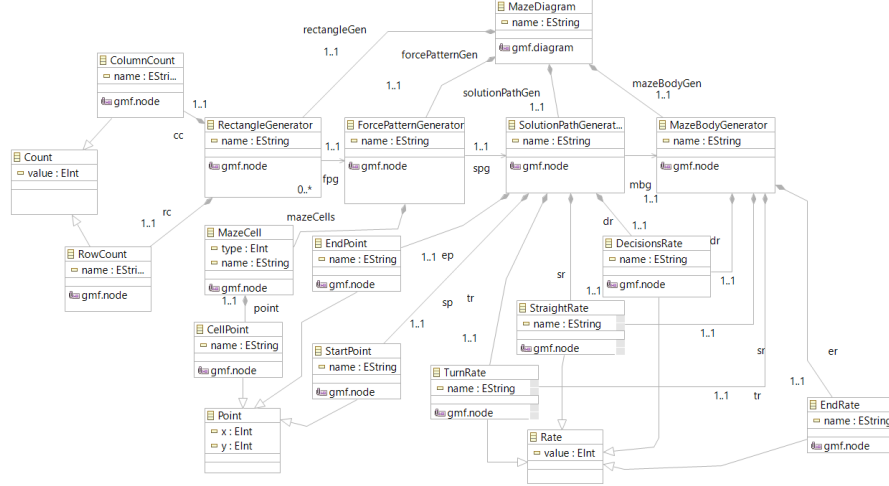 MazeDiagram
name : EString
gmf.diagram
rectangleGen
1..1
forcePatternGen
1..1
solutionPathGen
1..1
mazeBodyGen
1..1
ColumnCount
name : EStri...
gmf.node
1..1
cc
RectangleGenerator
name : EString
gmf.node
0..*
1..1
fpg
ForcePatternGenerator
name : EString
gmf.node
1..1
spg
SolutionPathGenerat...
name : EString
gmf.node
mbg
1..1
MazeBodyGenerator
name : EString
gmf.node
Count
value : EInt
rc
1..1
RowCount
name : EStri...
gmf.node
mazeCells
MazeCell
type : EInt
name : EString
gmf.node
1..1
point
EndPoint
name : EString
gmf.node
1..1
ep
sp
1..1
tr
1..1
sr
1..1
dr
1..1
DecisionsRate
name : EString
gmf.node
dr
1..1
StraightRate
name : EString
gmf.node
1..1
sr
CellPoint
name : EString
gmf.node
StartPoint
name : EString
gmf.node
TurnRate
name : EString
gmf.node
1..1
tr
er
1..1
EndRate
name : EString
gmf.node
Point
x : EInt
y : EInt
Rate
value : EInt